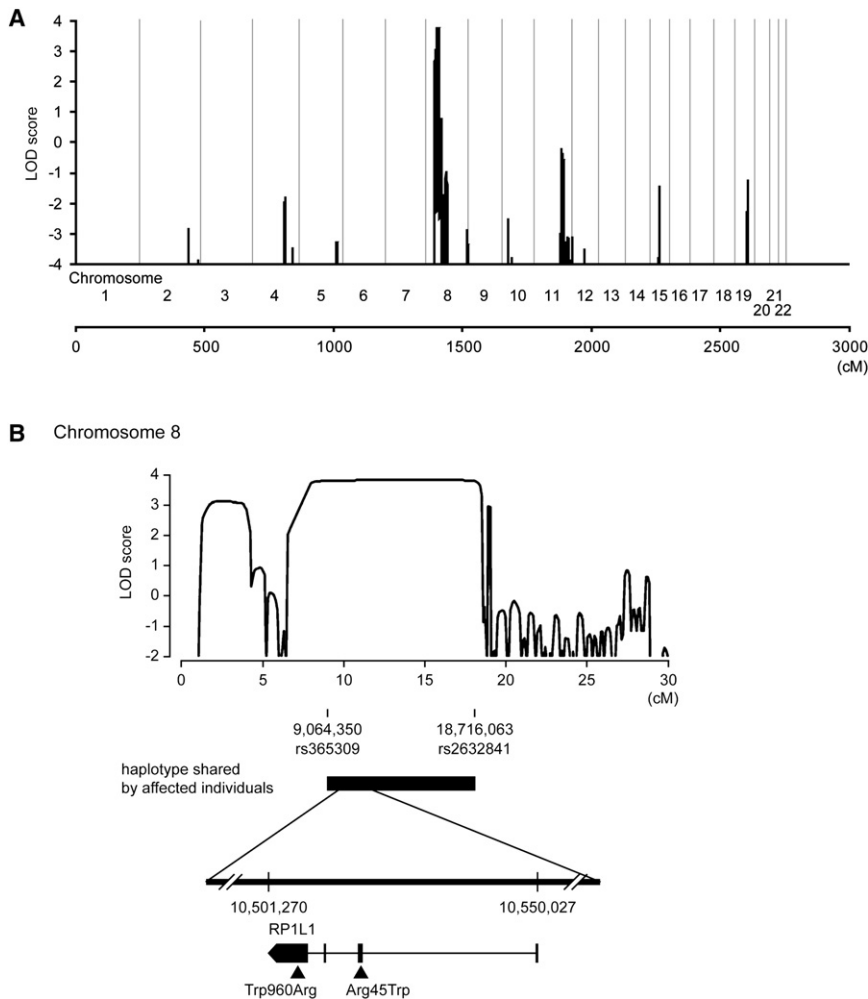 A
LOD score
4
3
2
1
0
-1
-2
-3
-4
Chromosome
1 2 3 4 5 6 7 8 9 10 11 12 13 14 15 16 17 18 19 21
20 22
0 500 1000 1500 2000 2500 3000
(cM)
B Chromosome 8
LOD score
4
3
2
1
0
-1
-2
0 5 10 15 20 25 30
(cM)
9,064,350 18,716,063
rs365309 rs2632841
haplotype shared
by affected individuals
10,501,270 10,550,027
RP1L1
Trp960Arg Arg45Trp